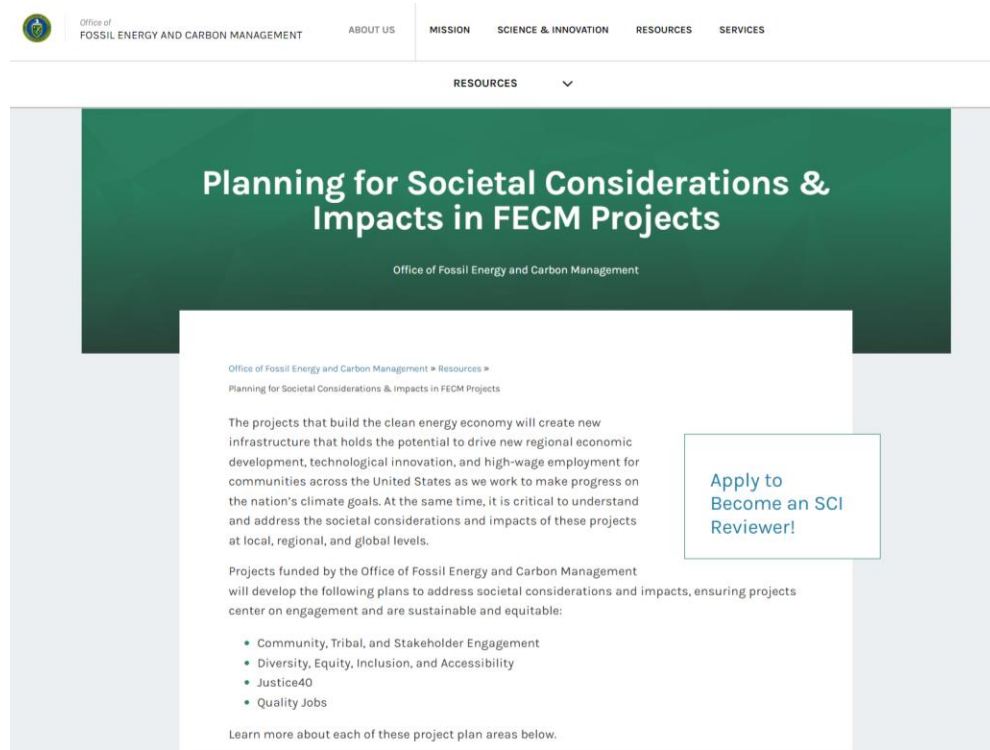 Office of
FOSSIL ENERGY AND CARBON MANAGEMENT
ABOUT US
MISSION
SCIENCE & INNOVATION
RESOURCES
SERVICES
RESOURCES
Planning for Societal Considerations &
Impacts in FECM Projects
Office of Fossil Energy and Carbon Management
Office of Fossil Energy and Carbon Management » Resources »
Planning for Societal Considerations & Impacts in FECM Projects
The projects that build the clean energy economy will create new
infrastructure that holds the potential to drive new regional economic
development, technological innovation, and high-wage employment for
communities across the United States as we work to make progress on
the nation's climate goals. At the same time, it is critical to understand
and address the societal considerations and impacts of these projects
at local, regional, and global levels.
Apply to
Become an SCI
Reviewer!
Projects funded by the Office of Fossil Energy and Carbon Management
will develop the following plans to address societal considerations and impacts, ensuring projects
center on engagement and are sustainable and equitable:
• Community, Tribal, and Stakeholder Engagement
• Diversity, Equity, Inclusion, and Accessibility
• Justice40
• Quality Jobs
Learn more about each of these project plan areas below.